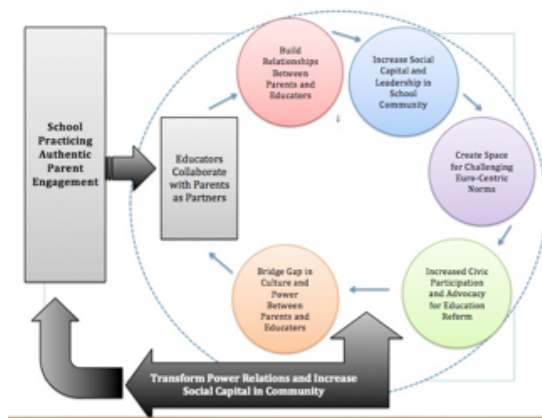 School
Practicing
Authentic
Parent
Engagement
Educators
Collaborate
with Parents
as Partners
Build
Relationships
Between
Parents and
Educators
Increase Social
Capital and
Leadership in
School
Community
Create Space
for Challenging
Euro-Centric
Norms
Increased Civic
Participation
and Advocacy
for Education
Reform
Bridge Gap in
Culture and
Power
Between
Parents and
Educators
Transform Power Relations and Increase
Social Capital in Community